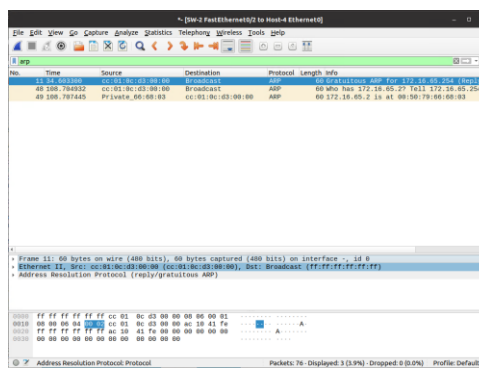 *- [SW-2 FastEthernet0/2 to Host-4 Ethernet0]
File Edit View Go Capture Analyze Statistics Telephony Wireless Tools Help
arp
No. Time Source Destination Protocol Length Info
11 34.603300 cc:01:0c:d3:00:00 Broadcast ARP 60 Gratuitous ARP for 172.16.65.254 (Repl
48 108.704932 cc:01:0c:d3:00:00 Broadcast ARP 60 Who has 172.16.65.2? Tell 172.16.65.254
49 108.707445 Private_66:68:03 cc:01:0c:d3:00:00 ARP 60 172.16.65.2 is at 00:50:79:66:68:03
Frame 11: 60 bytes on wire (480 bits), 60 bytes captured (480 bits) on interface -, id 0
Ethernet II, Src: cc:01:0c:d3:00:00 (cc:01:0c:d3:00:00), Dst: Broadcast (ff:ff:ff:ff:ff:ff)
Address Resolution Protocol (reply/gratuitous ARP)
0000 ff ff ff ff ff ff cc 01 0c d3 00 00 08 06 00 01
0010 08 00 06 04 00 02 cc 01 0c d3 00 00 ac 10 41 fe ·A·
0020 ff ff ff ff ff ff ac 10 41 fe 00 00 00 00 00 00 A·
0030 00 00 00 00 00 00 00 00 00 00 00 00
Address Resolution Protocol: Protocol Packets: 76 · Displayed: 3 (3.9%) · Dropped: 0 (0.0%) Profile: Default